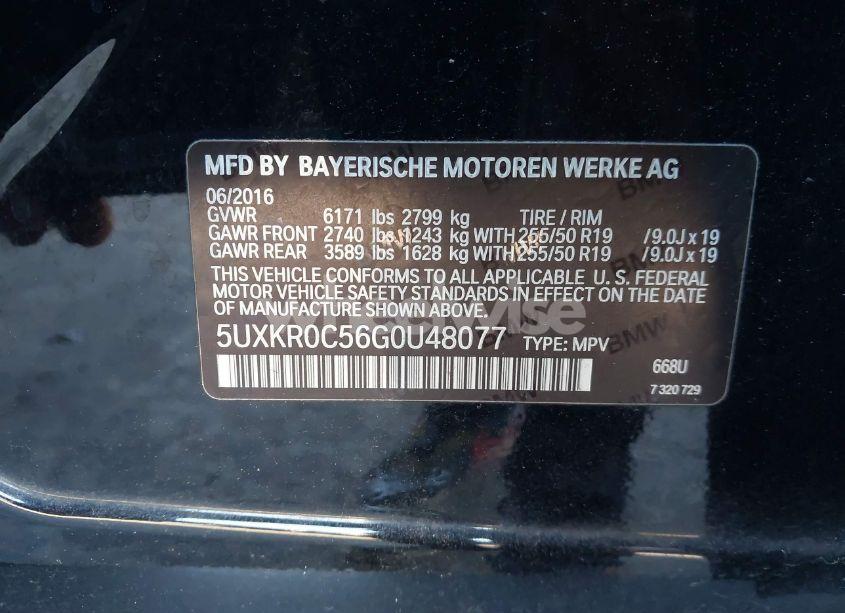 MFD BY BAYERISCHE MOTOREN WERKE AG
06/2016
GVWR 6171 lbs 2799 kg TIRE / RIM
GAWR FRONT 2740 lbs 1243 kg WITH 255/50 R19 /9.0J x 19
GAWR REAR 3589 lbs 1628 kg WITH 255/50 R19 /9.0J x 19
THIS VEHICLE CONFORMS TO ALL APPLICABLE U. S. FEDERAL
MOTOR VEHICLE SAFETY STANDARDS IN EFFECT ON THE DATE
OF MANUFACTURE SHOWN ABOVE.
5UXKR0C56G0U48077 TYPE: MPV
668U
7 320 729